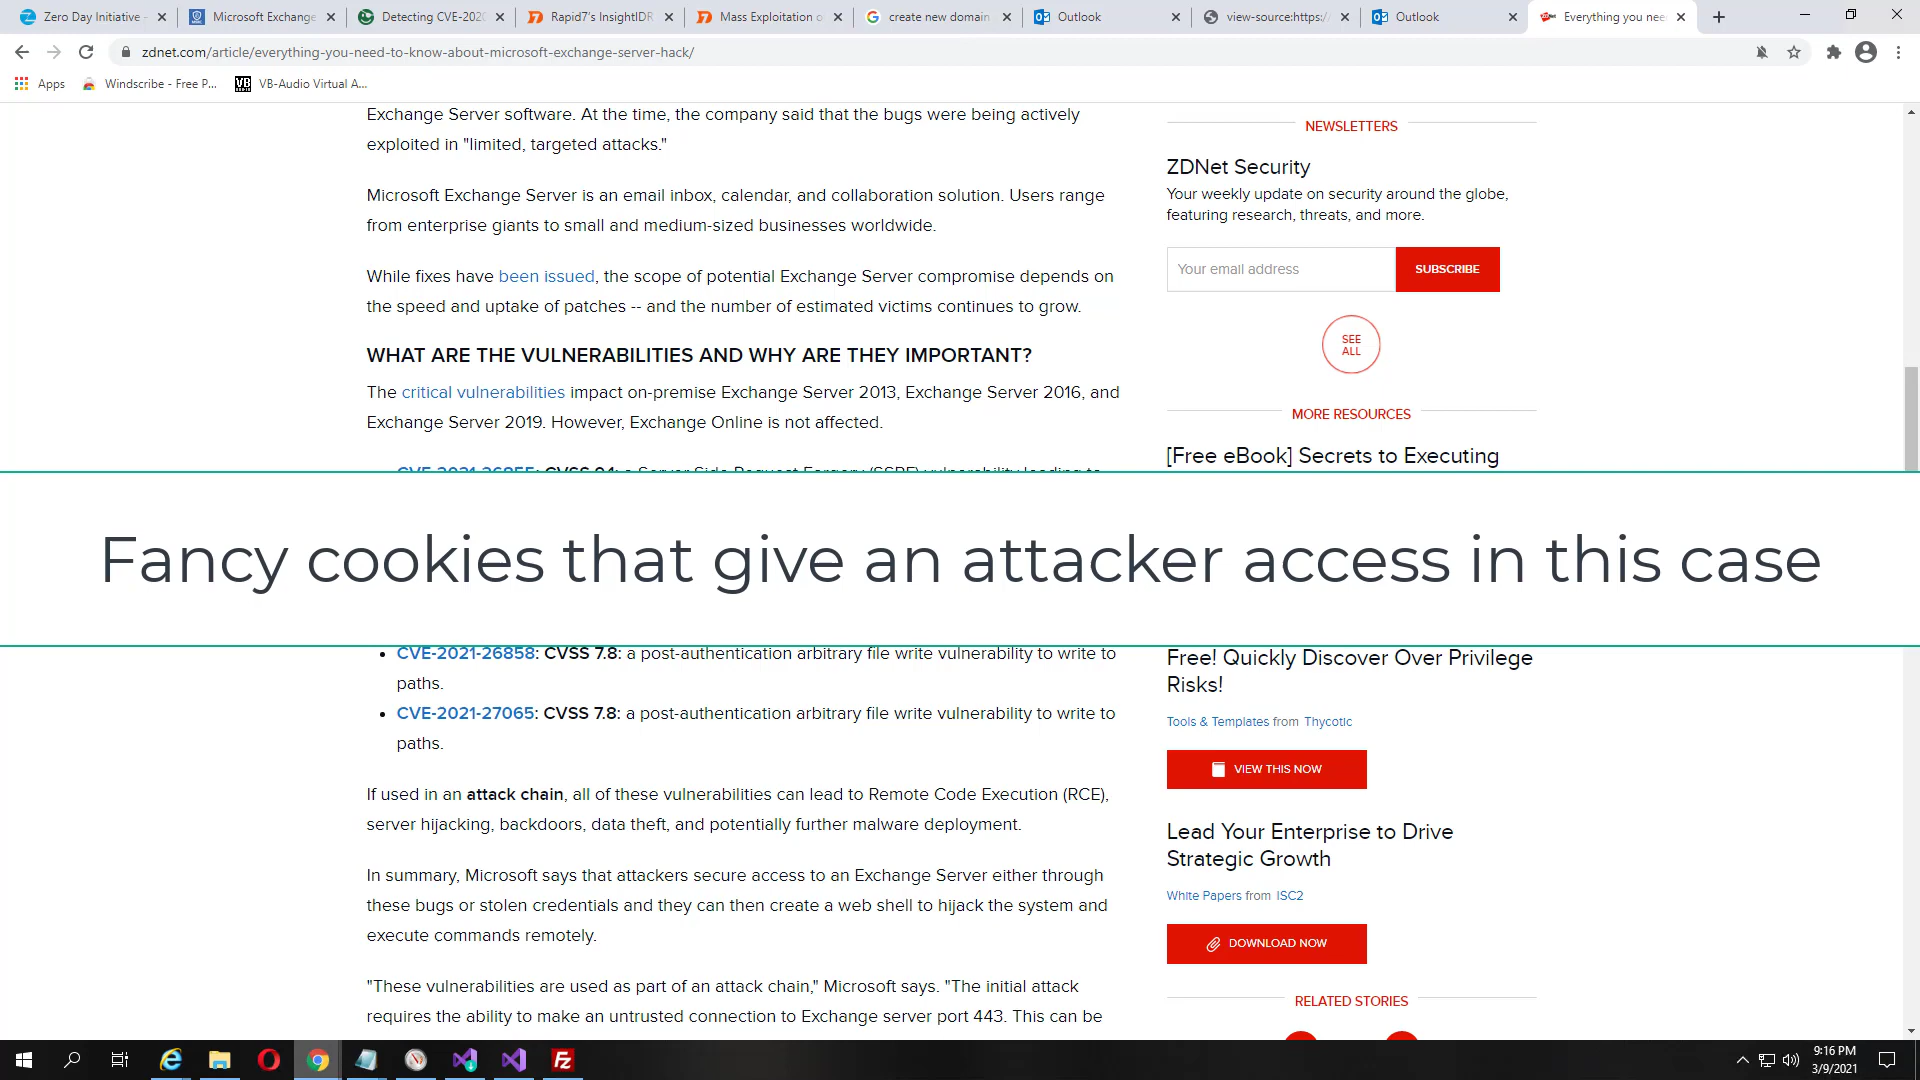 Zero Day Initiative -
Microsoft Exchange
Detecting CVE-2020
Rapid7's InsightIDR
Mass Exploitation o
create new domain
Outlook
view-source:https:/
Outlook
Everything you nee
zdnet.com/article/everything-you-need-to-know-about-microsoft-exchange-server-hack/
Apps
Windscribe - Free P...
VB-Audio Virtual A...
Exchange Server software. At the time, the company said that the bugs were being actively
exploited in "limited, targeted attacks."
Microsoft Exchange Server is an email inbox, calendar, and collaboration solution. Users range
from enterprise giants to small and medium-sized businesses worldwide.
While fixes have been issued, the scope of potential Exchange Server compromise depends on
the speed and uptake of patches -- and the number of estimated victims continues to grow.
WHAT ARE THE VULNERABILITIES AND WHY ARE THEY IMPORTANT?
The critical vulnerabilities impact on-premise Exchange Server 2013, Exchange Server 2016, and
Exchange Server 2019. However, Exchange Online is not affected.
NEWSLETTERS
ZDNet Security
Your weekly update on security around the globe,
featuring research, threats, and more.
Your email address
SUBSCRIBE
SEE
ALL
MORE RESOURCES
[Free eBook] Secrets to Executing
Fancy cookies that give an attacker access in this case
• CVE-2021-26858: CVSS 7.8: a post-authentication arbitrary file write vulnerability to write to
paths.
• CVE-2021-27065: CVSS 7.8: a post-authentication arbitrary file write vulnerability to write to
paths.
If used in an attack chain, all of these vulnerabilities can lead to Remote Code Execution (RCE),
server hijacking, backdoors, data theft, and potentially further malware deployment.
In summary, Microsoft says that attackers secure access to an Exchange Server either through
these bugs or stolen credentials and they can then create a web shell to hijack the system and
execute commands remotely.
"These vulnerabilities are used as part of an attack chain," Microsoft says. "The initial attack
requires the ability to make an untrusted connection to Exchange server port 443. This can be
Free! Quickly Discover Over Privilege
Risks!
Tools & Templates from Thycotic
VIEW THIS NOW
Lead Your Enterprise to Drive
Strategic Growth
White Papers from ISC2
DOWNLOAD NOW
RELATED STORIES
9:16 PM
3/9/2021